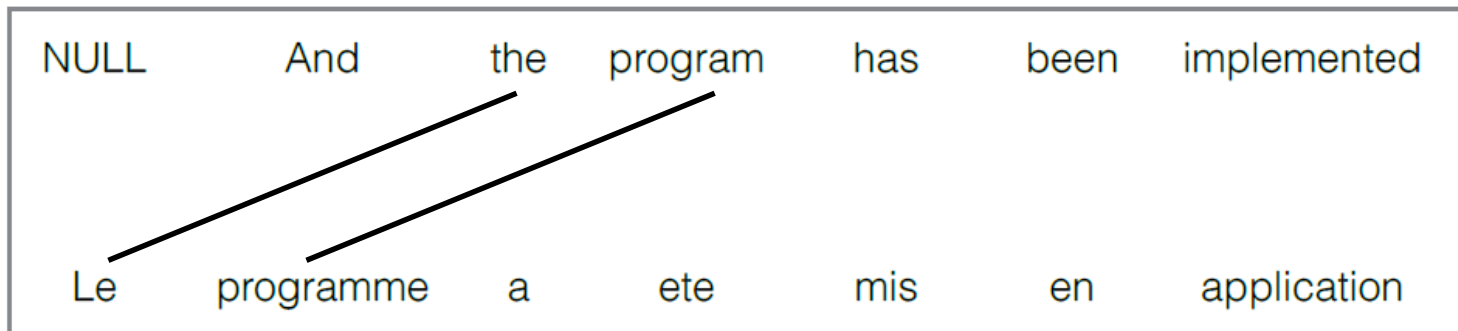 NULL And the program has been implemented
Le programme a ete mis en application